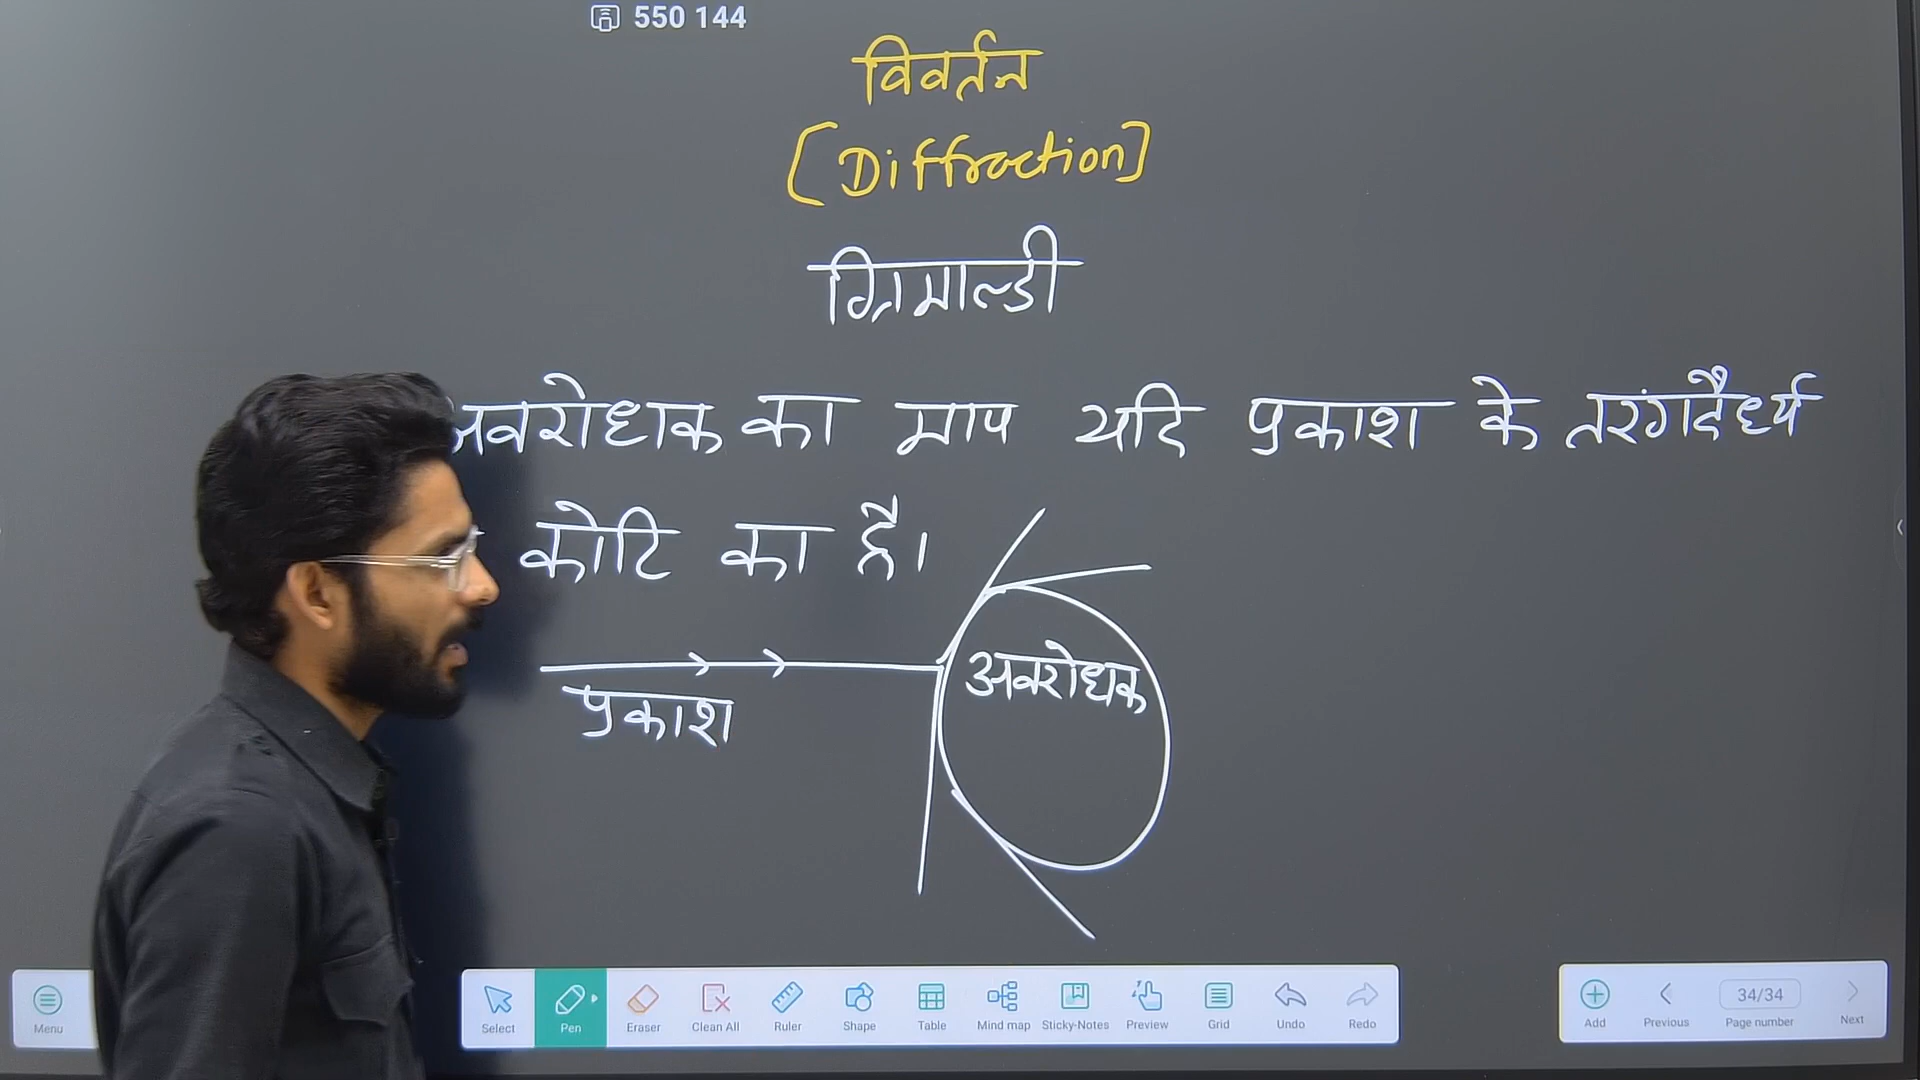 550 144
विवर्तन
[Diffraction]
ग्रिमाल्डी
अवरोधक का माप यदि प्रकाश के तरंगदैर्ध्य
कोटि का है।
अवरोधक
प्रकाश
Menu
Select Pen Eraser Clean All Ruler Shape Table Mind map Sticky-Notes Preview Grid Undo Redo
Add Previous 34/34 Page number Next